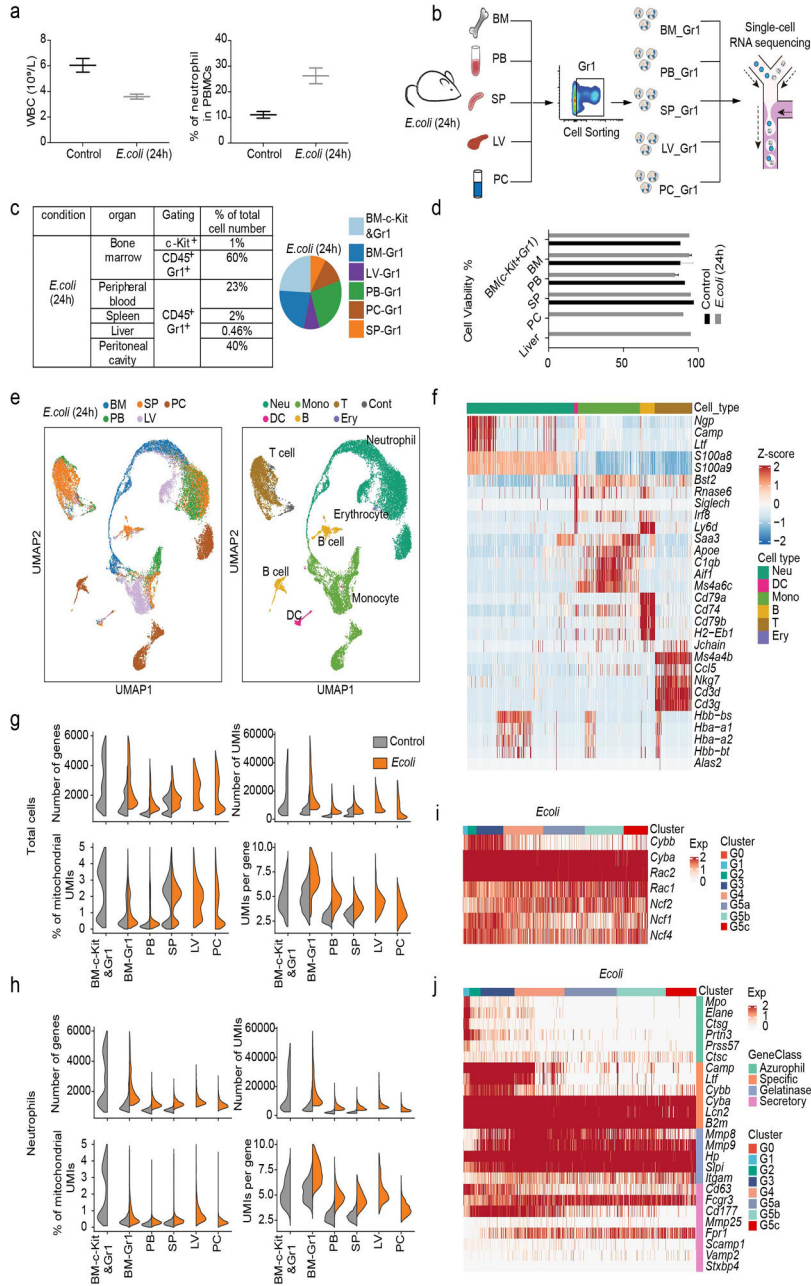 a
WBC (10⁹/L)
9
6
3
0
Control
E.coli (24h)
% of neutrophil
in PBMCs
40
30
20
10
0
Control
E.coli (24h)
b
E.coli (24h)
BM
PB
SP
LV
PC
Gr1
Cell Sorting
BM_Gr1
PB_Gr1
SP_Gr1
LV_Gr1
PC_Gr1
Single-cell
RNA sequencing
c
condition organ Gating % of total
cell number
E.coli
(24h)
Bone
marrow
c-Kit⁺ 1%
CD45⁺
Gr1⁺
60%
Peripheral
blood
23%
CD45⁺
Gr1⁺
Spleen 2%
Liver 0.46%
Peritoneal
cavity
40%
E.coli (24h)
BM-c-Kit
&Gr1
BM-Gr1
LV-Gr1
PB-Gr1
PC-Gr1
SP-Gr1
d
Cell Viability %
BM(c-Kit+Gr1)
BM
PB
SP
PC
Liver
0
50
100
Control
E.coli (24h)
e
E.coli (24h)
BM
SP
PC
PB
LV
Neu
Mono
T
Cont
DC
B
Ery
UMAP2
UMAP1
T cell
Neutrophil
Erythrocyte
B cell
B cell
Monocyte
DC
UMAP1
f
Cell_type
Ngp
Camp
Ltf
S100a8
S100a9
Bst2
Rnase6
Siglech
Irf8
Ly6d
Saa3
Apoe
C1qb
Aif1
Ms4a6c
Cd79a
Cd74
Cd79b
H2-Eb1
Jchain
Ms4a4b
Ccl5
Nkg7
Cd3d
Cd3g
Hbb-bs
Hba-a1
Hba-a2
Hbb-bt
Alas2
Z-score
2
1
0
-1
-2
Cell type
Neu
DC
Mono
B
T
Ery
g
Total cells
Number of genes
6000
4000
2000
Number of UMIs
60000
40000
20000
0
Control
Ecoli
% of mitochondrial
UMIs
5
4
3
2
1
0
UMIs per gene
10.0
7.5
5.0
2.5
BM-c-Kit
&Gr1
BM-Gr1
PB
SP
LV
PC
BM-c-Kit
&Gr1
BM-Gr1
PB
SP
LV
PC
h
Neutrophils
Number of genes
6000
4000
2000
Number of UMIs
60000
40000
20000
0
% of mitochondrial
UMIs
5
4
3
2
1
0
UMIs per gene
10.0
7.5
5.0
2.5
BM-c-Kit
&Gr1
BM-Gr1
PB
SP
LV
PC
BM-c-Kit
&Gr1
BM-Gr1
PB
SP
LV
PC
i
Ecoli
Cluster
Cybb
Cyba
Rac2
Rac1
Ncf2
Ncf1
Ncf4
Exp
2
1
0
Cluster
G0
G1
G2
G3
G4
G5a
G5b
G5c
j
Ecoli
Cluster
Mpo
Elane
Ctsg
Prtn3
Prss57
Ctsc
Camp
Ltf
Cybb
Cyba
Lcn2
B2m
Mmp8
Mmp9
Hp
Slpi
Itgam
Cd63
Fcgr3
Cd177
Mmp25
Fpr1
Scamp1
Vamp2
Stxbp4
Exp
2
1
0
GeneClass
Azurophil
Specific
Gelatinase
Secretory
Cluster
G0
G1
G2
G3
G4
G5a
G5b
G5c